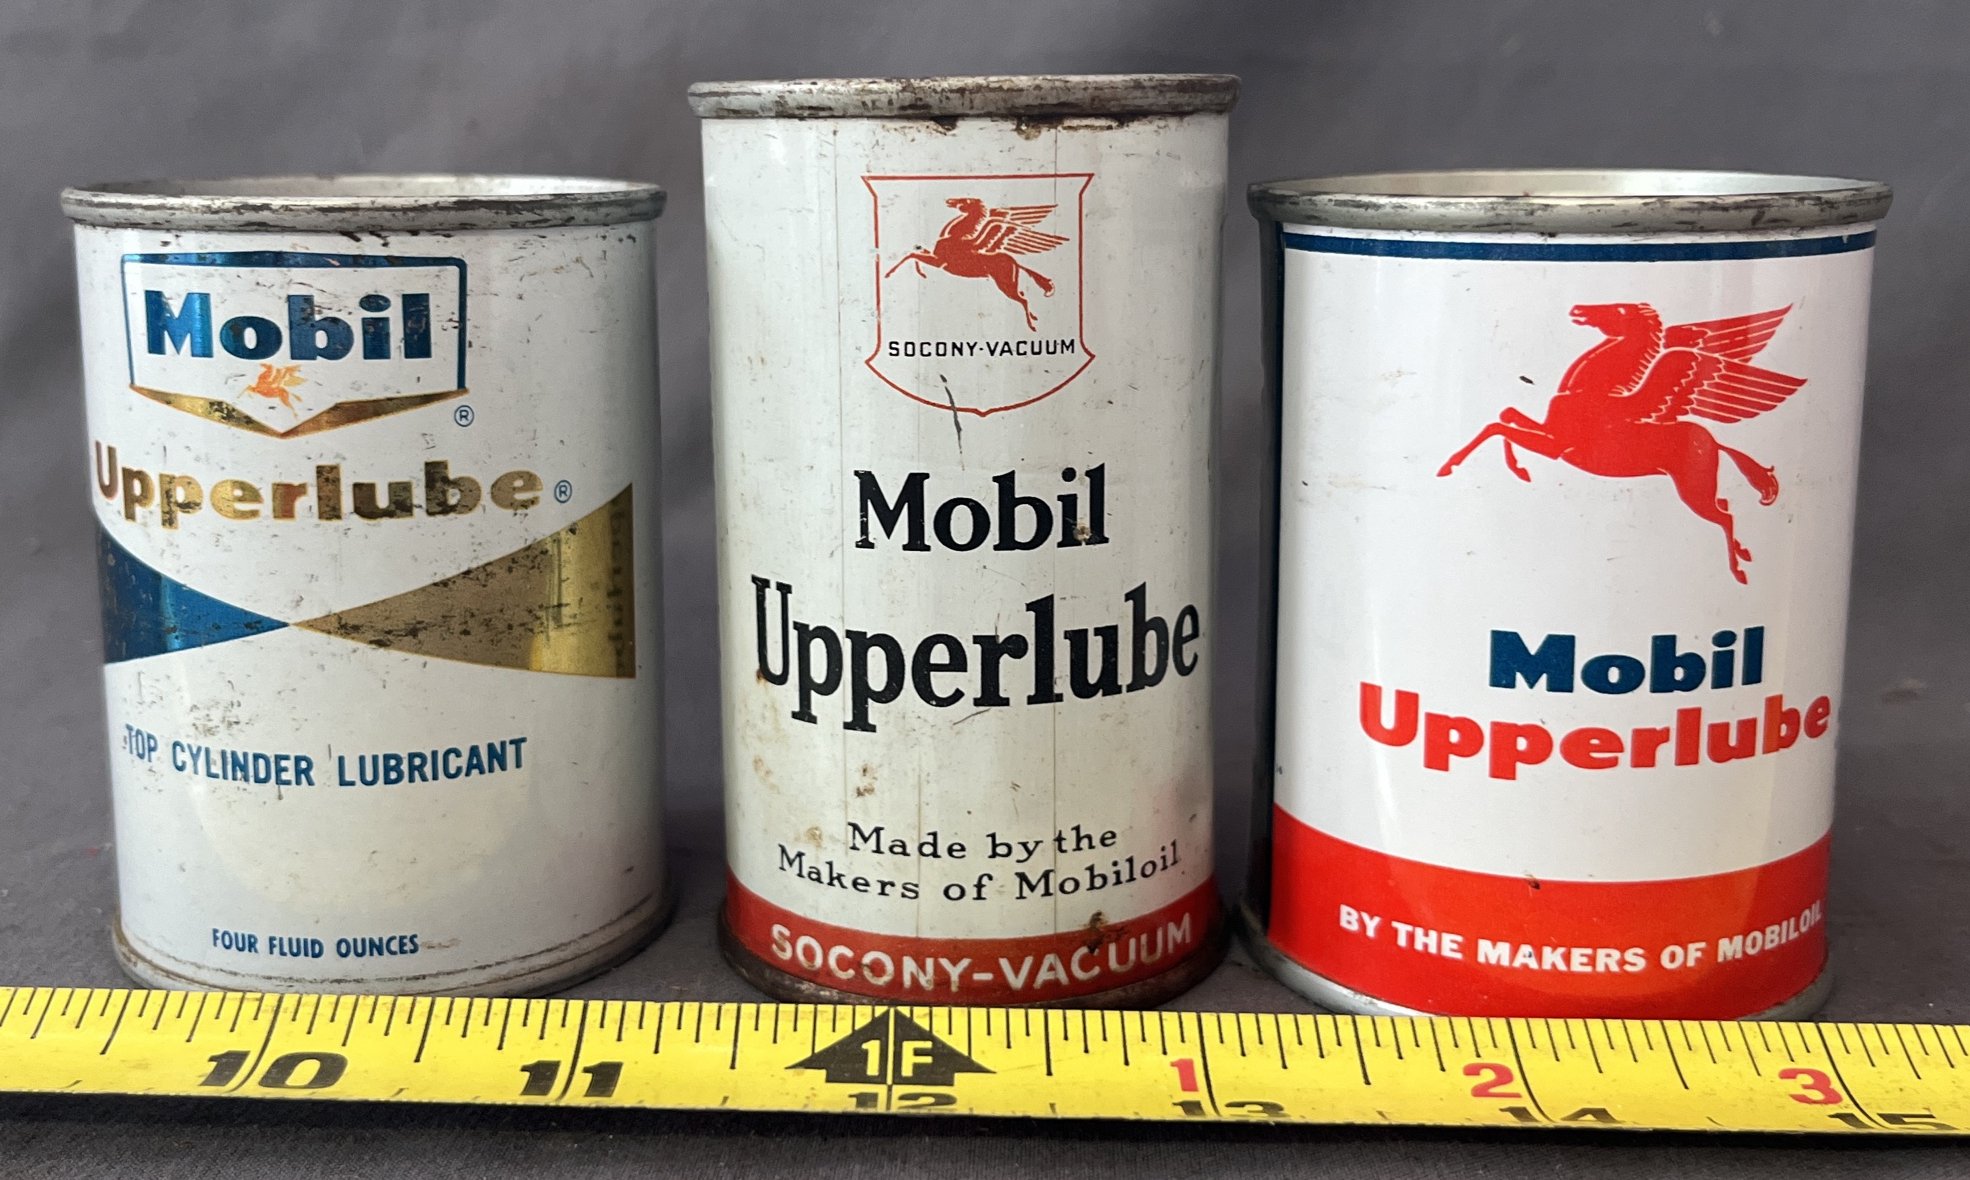 Mobil
®
Upperlube®
TOP CYLINDER LUBRICANT
FOUR FLUID OUNCES
SOCONY-VACUUM
Mobil
Upperlube
Made by the
Makers of Mobiloil
SOCONY-VACUUM
Mobil
Upperlube
BY THE MAKERS OF MOBILOIL
1F 1 2 3
10 11 12 13 14 15